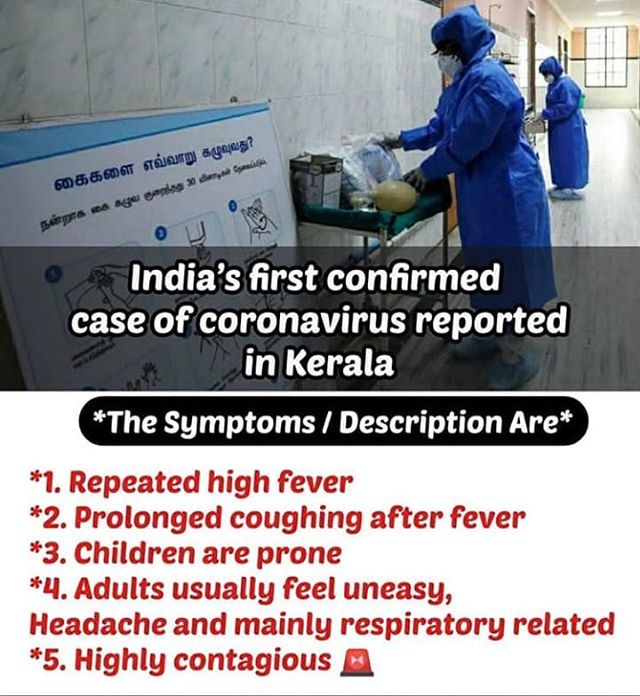 கைகளை எவ்வாறு கழுவுவது?
நன்றாக கை கழுவ குறைந்தது 30 விநாடிகள் தேவைப்படும்.
India's first confirmed
case of coronavirus reported
in Kerala
*The Symptoms / Description Are*
*1. Repeated high fever
*2. Prolonged coughing after fever
*3. Children are prone
*4. Adults usually feel uneasy,
Headache and mainly respiratory related
*5. Highly contagious 🚨